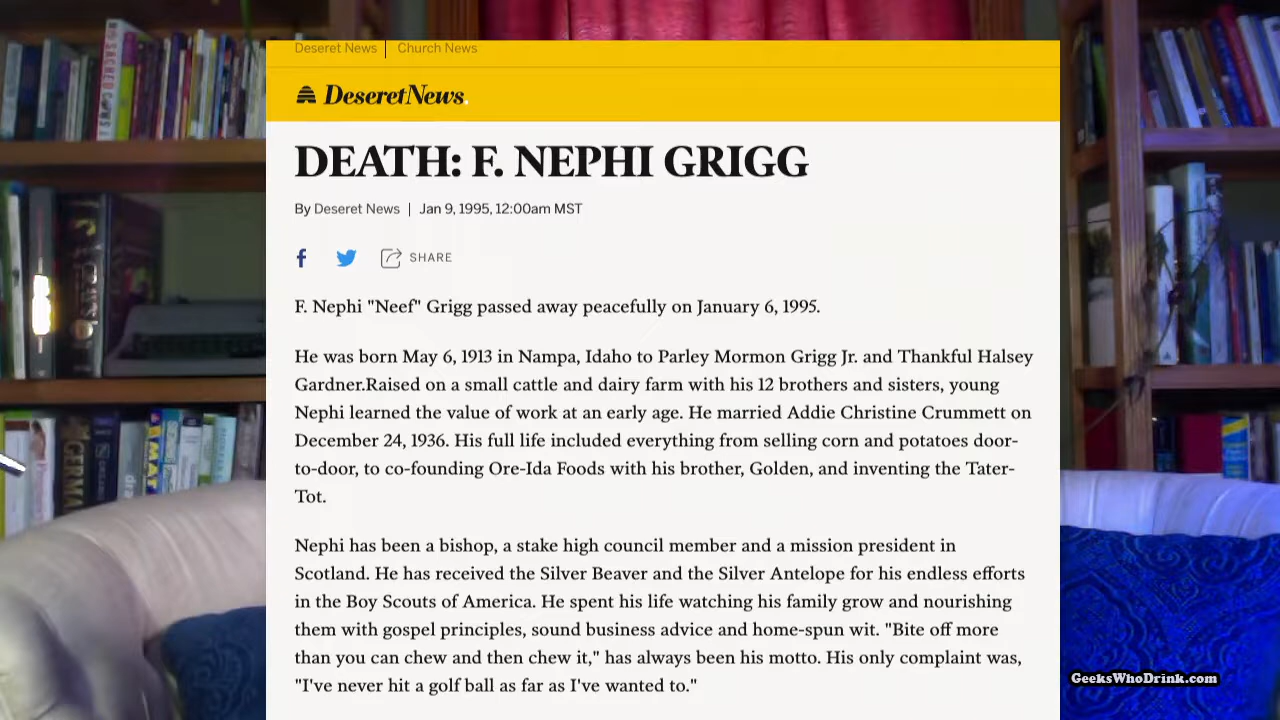 Deseret News | Church News
DeseretNews.
DEATH: F. NEPHI GRIGG
By Deseret News | Jan 9, 1995, 12:00am MST
SHARE
F. Nephi "Neef" Grigg passed away peacefully on January 6, 1995.
He was born May 6, 1913 in Nampa, Idaho to Parley Mormon Grigg Jr. and Thankful Halsey
Gardner.Raised on a small cattle and dairy farm with his 12 brothers and sisters, young
Nephi learned the value of work at an early age. He married Addie Christine Crummett on
December 24, 1936. His full life included everything from selling corn and potatoes door-
to-door, to co-founding Ore-Ida Foods with his brother, Golden, and inventing the Tater-
Tot.
Nephi has been a bishop, a stake high council member and a mission president in
Scotland. He has received the Silver Beaver and the Silver Antelope for his endless efforts
in the Boy Scouts of America. He spent his life watching his family grow and nourishing
them with gospel principles, sound business advice and home-spun wit. "Bite off more
than you can chew and then chew it," has always been his motto. His only complaint was,
"I've never hit a golf ball as far as I've wanted to."
GeeksWhoDrink.com